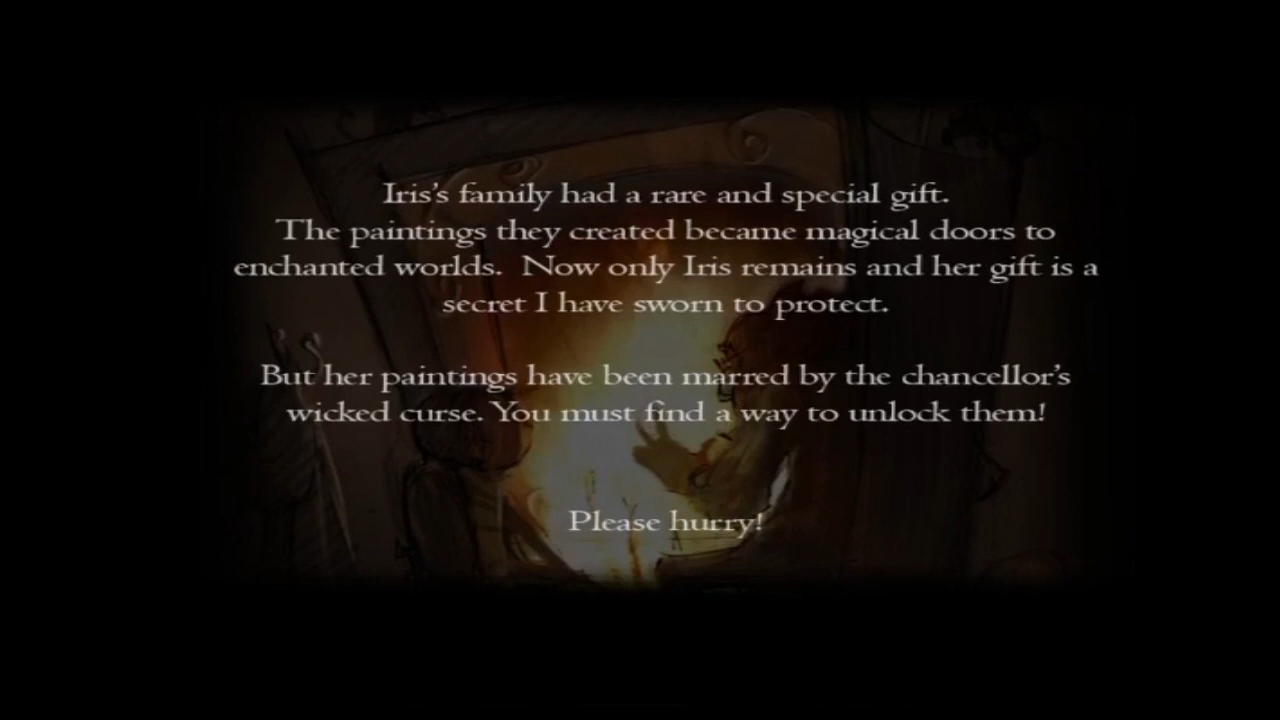 Iris's family had a rare and special gift.
The paintings they created became magical doors to
enchanted worlds.  Now only Iris remains and her gift is a
secret I have sworn to protect.
But her paintings have been marred by the chancellor's
wicked curse. You must find a way to unlock them!
Please hurry!